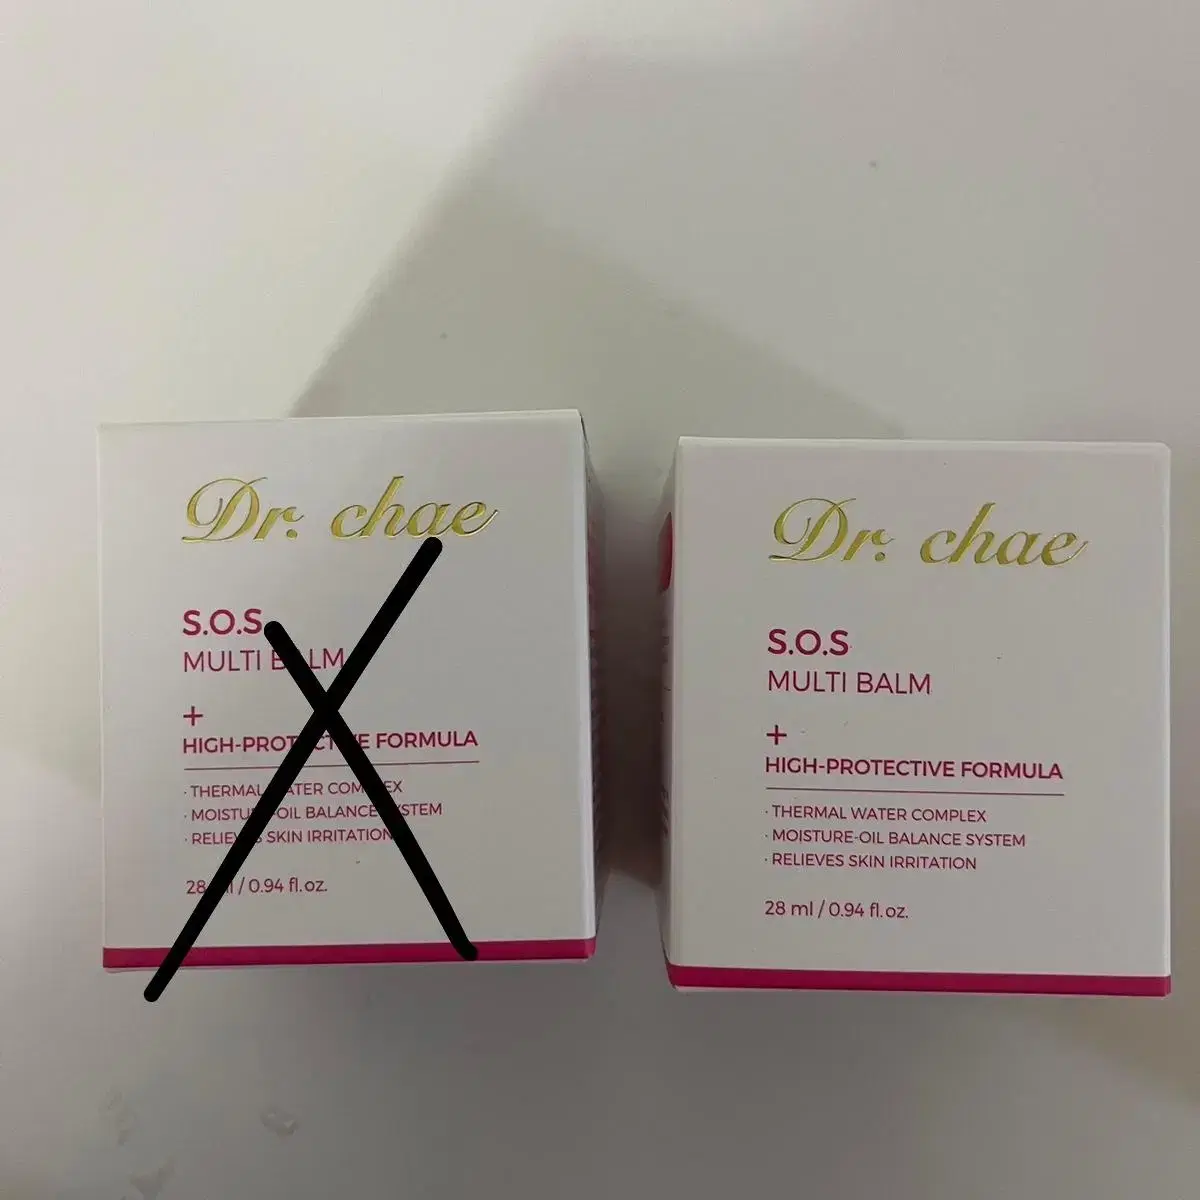 Dr. chae
S.O.S
MULTI BALM
+
HIGH-PROTECTIVE FORMULA
· THERMAL WATER COMPLEX
· MOISTURE-OIL BALANCE SYSTEM
· RELIEVES SKIN IRRITATION
28 ml / 0.94 fl.oz.
Dr. chae
S.O.S
MULTI BALM
+
HIGH-PROTECTIVE FORMULA
· THERMAL WATER COMPLEX
· MOISTURE-OIL BALANCE SYSTEM
· RELIEVES SKIN IRRITATION
28 ml / 0.94 fl.oz.